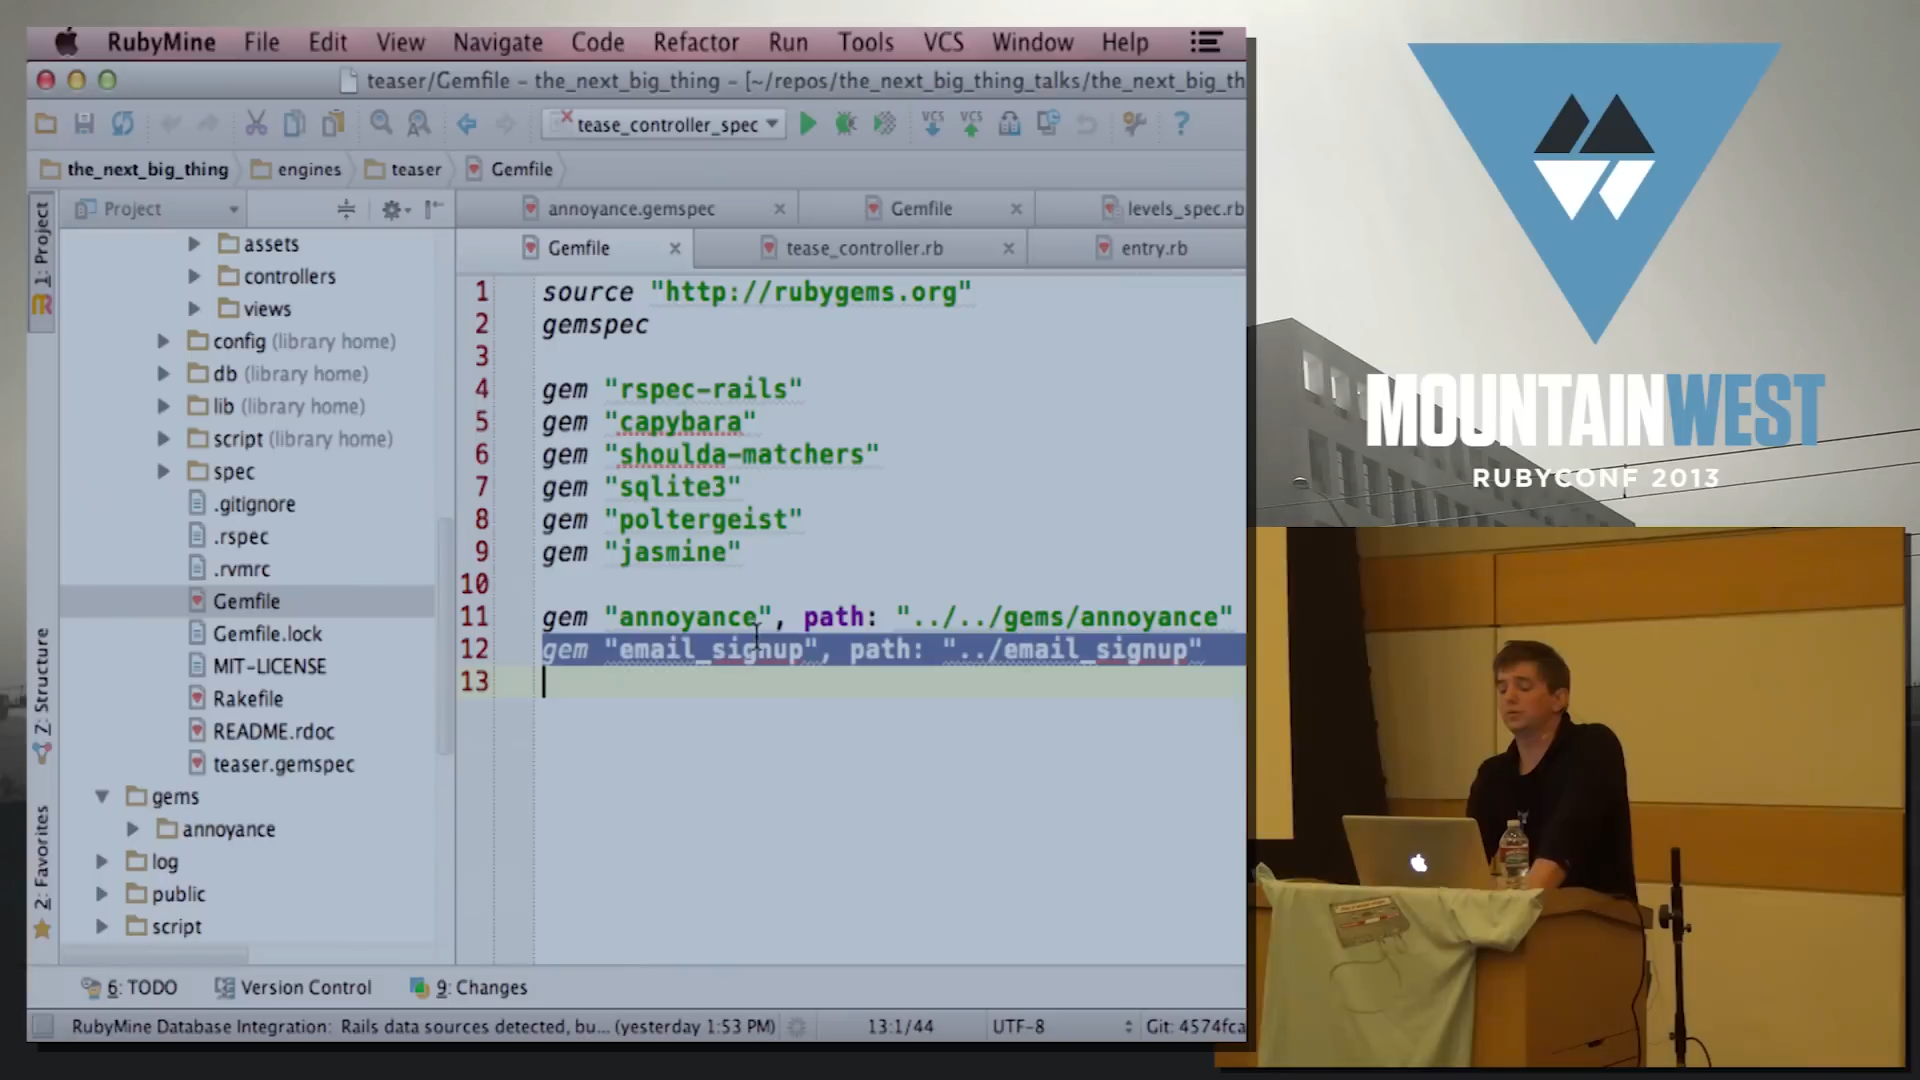 RubyMine File Edit View Navigate Code Refactor Run Tools VCS Window Help
teaser/Gemfile – the_next_big_thing – [~/repos/the_next_big_thing_talks/the_next_big_th
tease_controller_spec
VCS VCS
the_next_big_thing engines teaser Gemfile
1: Project
Project
annoyance.gemspec Gemfile levels_spec.rb
Gemfile tease_controller.rb entry.rb
assets
controllers
views
config (library home)
db (library home)
lib (library home)
script (library home)
spec
.gitignore
.rspec
.rvmrc
Gemfile
Gemfile.lock
MIT-LICENSE
Rakefile
README.rdoc
teaser.gemspec
gems
annoyance
log
public
script
Z: Structure
2: Favorites
1 source "http://rubygems.org"
2 gemspec
3
4 gem "rspec-rails"
5 gem "capybara"
6 gem "shoulda-matchers"
7 gem "sqlite3"
8 gem "poltergeist"
9 gem "jasmine"
10
11 gem "annoyance", path: "../../gems/annoyance"
12 gem "email_signup", path: "../email_signup"
13
6: TODO Version Control 9: Changes
RubyMine Database Integration: Rails data sources detected, bu... (yesterday 1:53 PM) 13:1/44 UTF-8 Git: 4574fca
MOUNTAINWEST
RUBYCONF 2013